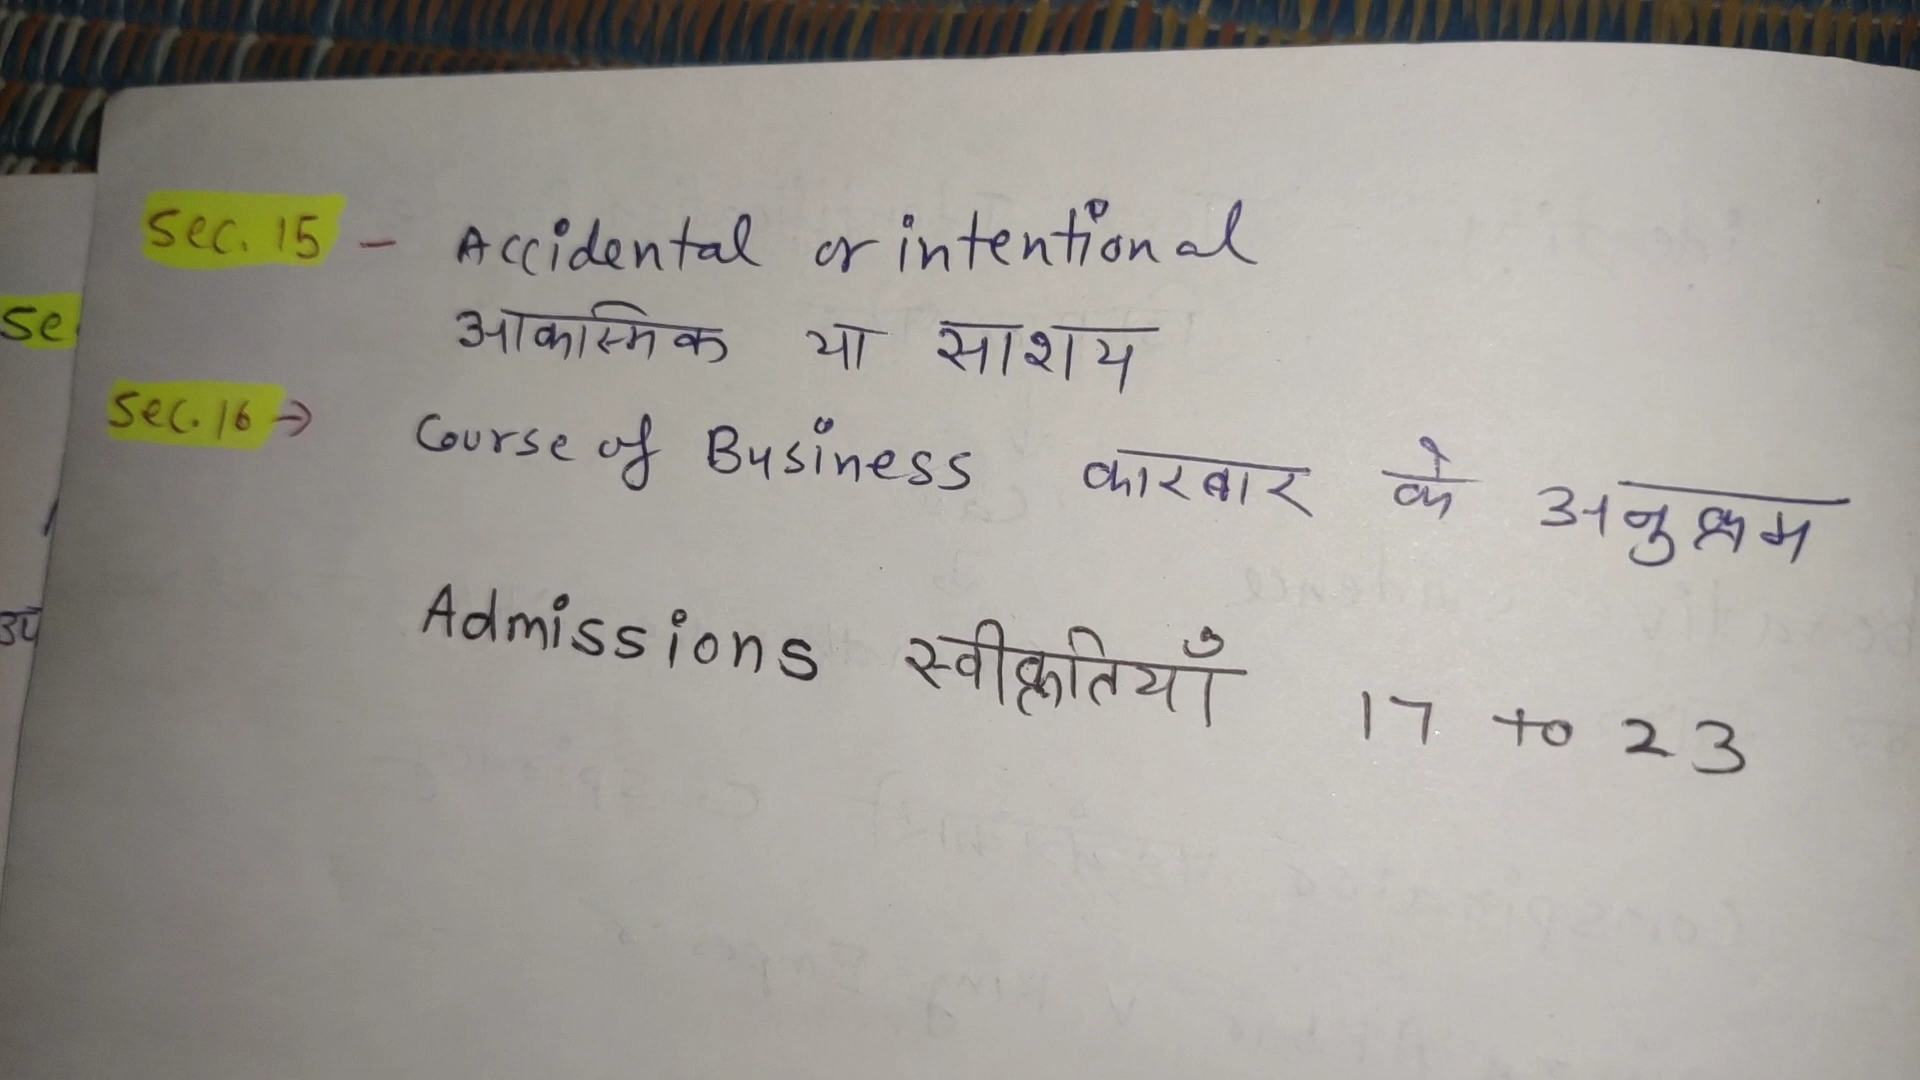 Sec. 15 - Accidental or intentional
आकस्मिक या साशय
Sec. 16 → Course of Business कारबार के अनुक्रम
Admissions स्वीकृतियाँ 17 to 23
Se